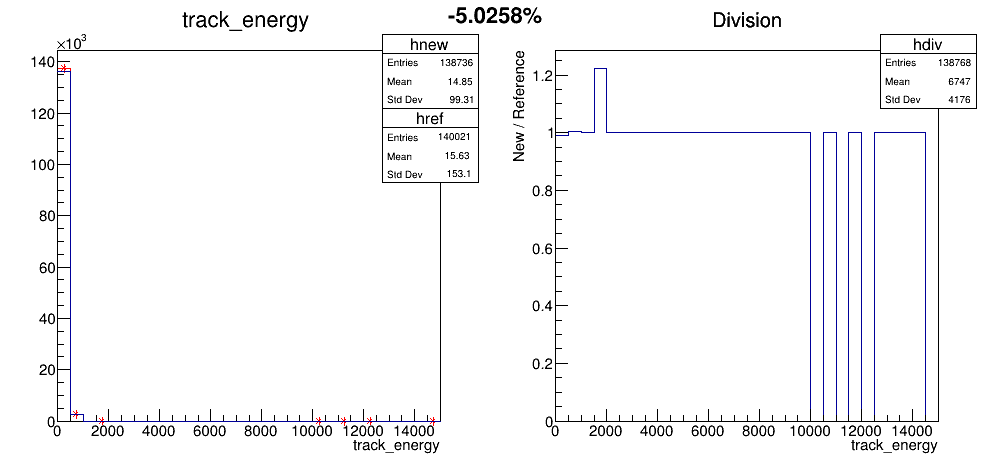 track_energy
-5.0258%
Division
×10³
hnew
Entries 138736
Mean 14.85
Std Dev 99.31
href
Entries 140021
Mean 15.63
Std Dev 153.1
140
120
100
80
60
40
20
0
0 2000 4000 6000 8000 10000 12000 14000
track_energy
hdiv
Entries 138768
Mean 6747
Std Dev 4176
New / Reference
1.2
1
0.8
0.6
0.4
0.2
0
0 2000 4000 6000 8000 10000 12000 14000
track_energy